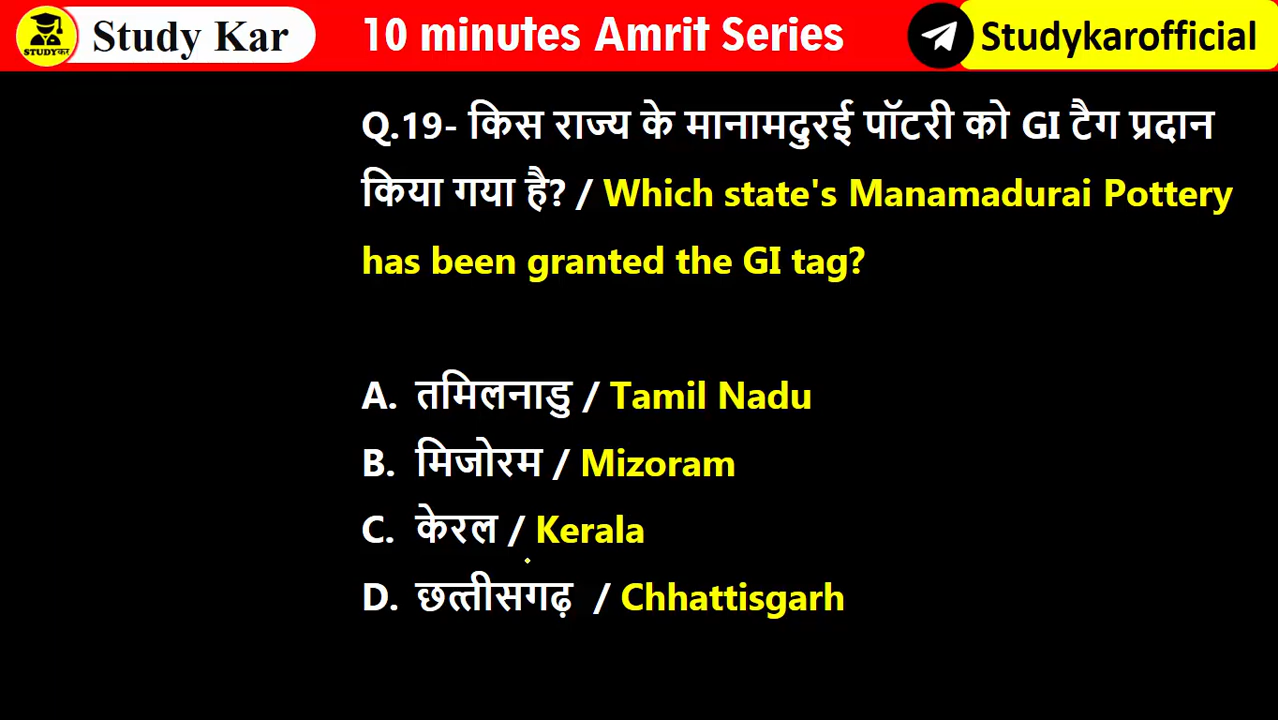 STUDYकर
Study Kar
10 minutes Amrit Series
Studykarofficial
Q.19- किस राज्य के मानामदुरई पॉटरी को GI टैग प्रदान
किया गया है? / Which state's Manamadurai Pottery
has been granted the GI tag?
A. तमिलनाडु / Tamil Nadu
B. मिजोरम / Mizoram
C. केरल / Kerala
D. छत्तीसगढ़ / Chhattisgarh